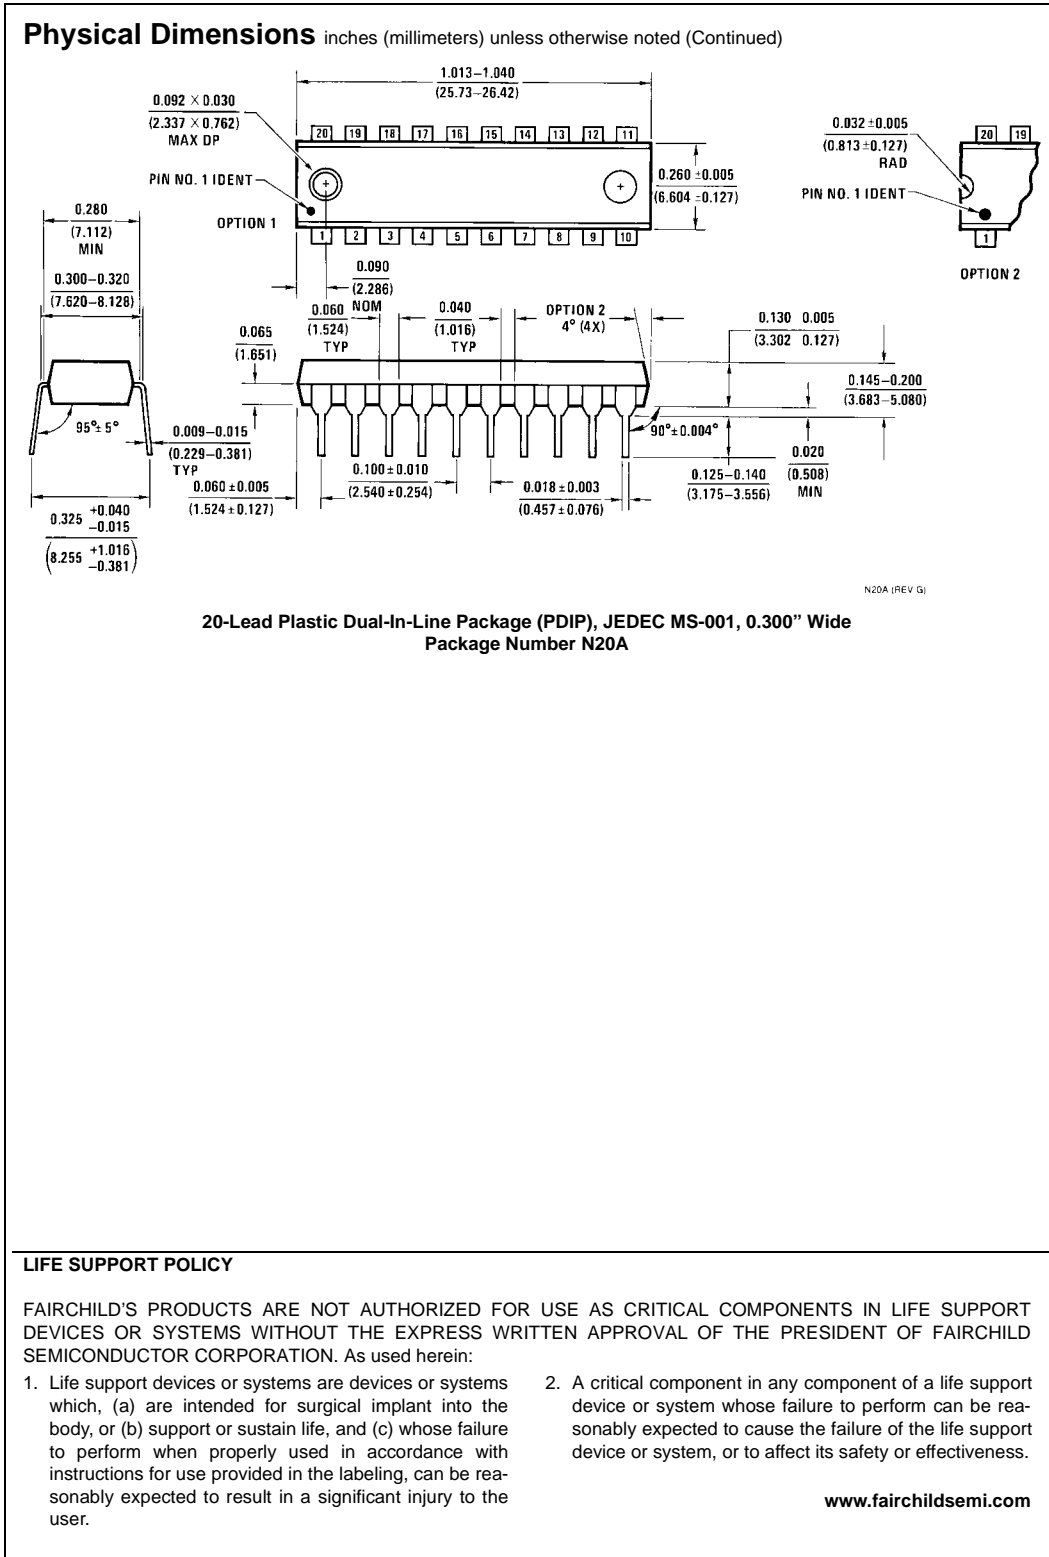 Physical Dimensions inches (millimeters) unless otherwise noted (Continued)
1.013–1.040
(25.73–26.42)
0.092 × 0.030
(2.337 × 0.762)
MAX DP
20 19 18 17 16 15 14 13 12 11
0.032 ±0.005
(0.813 ±0.127)
RAD
20 19
PIN NO. 1 IDENT
0.260 ±0.005
(6.604 ±0.127)
PIN NO. 1 IDENT
OPTION 1
1 2 3 4 5 6 7 8 9 10
1
OPTION 2
0.280
(7.112)
MIN
0.300–0.320
(7.620–8.128)
0.090
(2.286)
NOM
0.060
(1.524)
TYP
0.040
(1.016)
TYP
OPTION 2
4° (4X)
0.130 0.005
(3.302 0.127)
0.065
(1.651)
0.145–0.200
(3.683–5.080)
95°± 5°
90°±0.004°
0.009–0.015
(0.229–0.381)
TYP
0.020
(0.508)
MIN
0.100 ±0.010
(2.540 ±0.254)
0.125–0.140
(3.175–3.556)
0.060 ±0.005
(1.524 ±0.127)
0.018 ±0.003
(0.457 ±0.076)
0.325 +0.040
–0.015
(8.255 +1.016
–0.381)
N20A (REV G)
20-Lead Plastic Dual-In-Line Package (PDIP), JEDEC MS-001, 0.300” Wide
Package Number N20A
LIFE SUPPORT POLICY
FAIRCHILD’S PRODUCTS ARE NOT AUTHORIZED FOR USE AS CRITICAL COMPONENTS IN LIFE SUPPORT
DEVICES OR SYSTEMS WITHOUT THE EXPRESS WRITTEN APPROVAL OF THE PRESIDENT OF FAIRCHILD
SEMICONDUCTOR CORPORATION. As used herein:
1. Life support devices or systems are devices or systems
which, (a) are intended for surgical implant into the
body, or (b) support or sustain life, and (c) whose failure
to perform when properly used in accordance with
instructions for use provided in the labeling, can be rea-
sonably expected to result in a significant injury to the
user.
2. A critical component in any component of a life support
device or system whose failure to perform can be rea-
sonably expected to cause the failure of the life support
device or system, or to affect its safety or effectiveness.
www.fairchildsemi.com